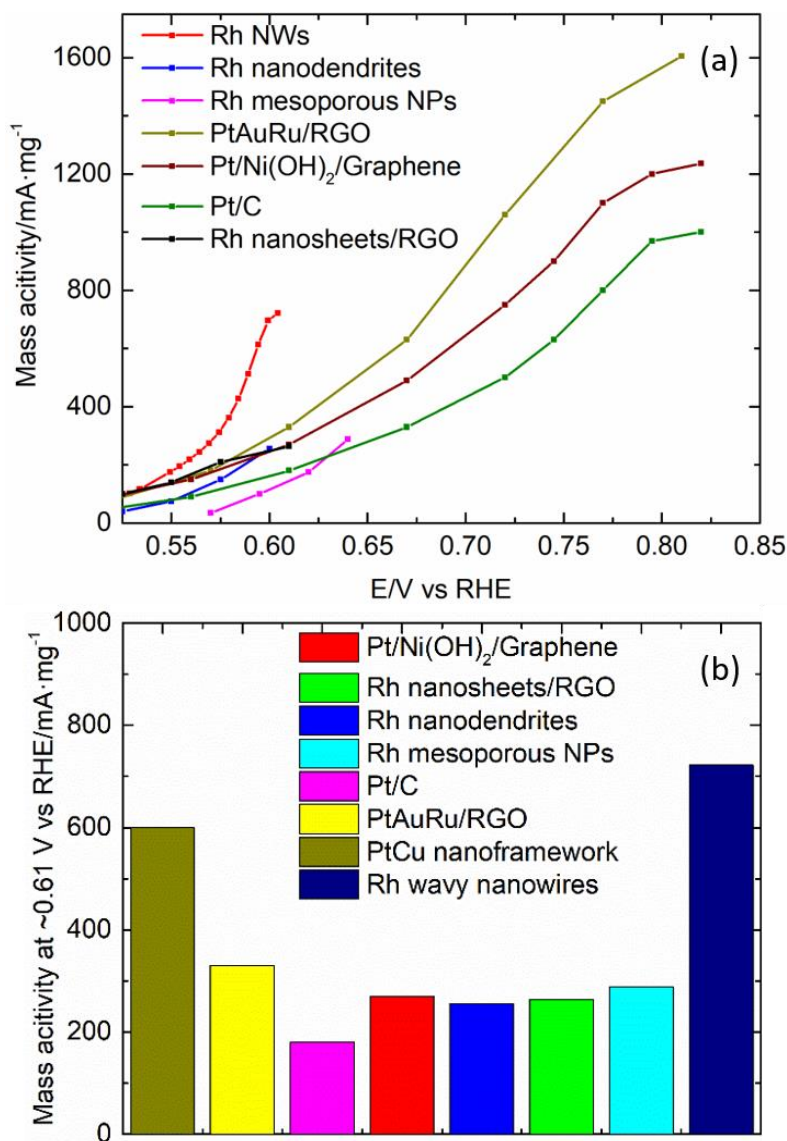 (a)
Rh NWs
Rh nanodendrites
Rh mesoporous NPs
PtAuRu/RGO
Pt/Ni(OH)₂/Graphene
Pt/C
Rh nanosheets/RGO
Mass acitivity/mA·mg⁻¹
1600
1200
800
400
0
0.55 0.60 0.65 0.70 0.75 0.80 0.85
E/V vs RHE
(b)
Pt/Ni(OH)₂/Graphene
Rh nanosheets/RGO
Rh nanodendrites
Rh mesoporous NPs
Pt/C
PtAuRu/RGO
PtCu nanoframework
Rh wavy nanowires
Mass acitivity at ~0.61 V vs RHE/mA·mg⁻¹
1000
800
600
400
200
0